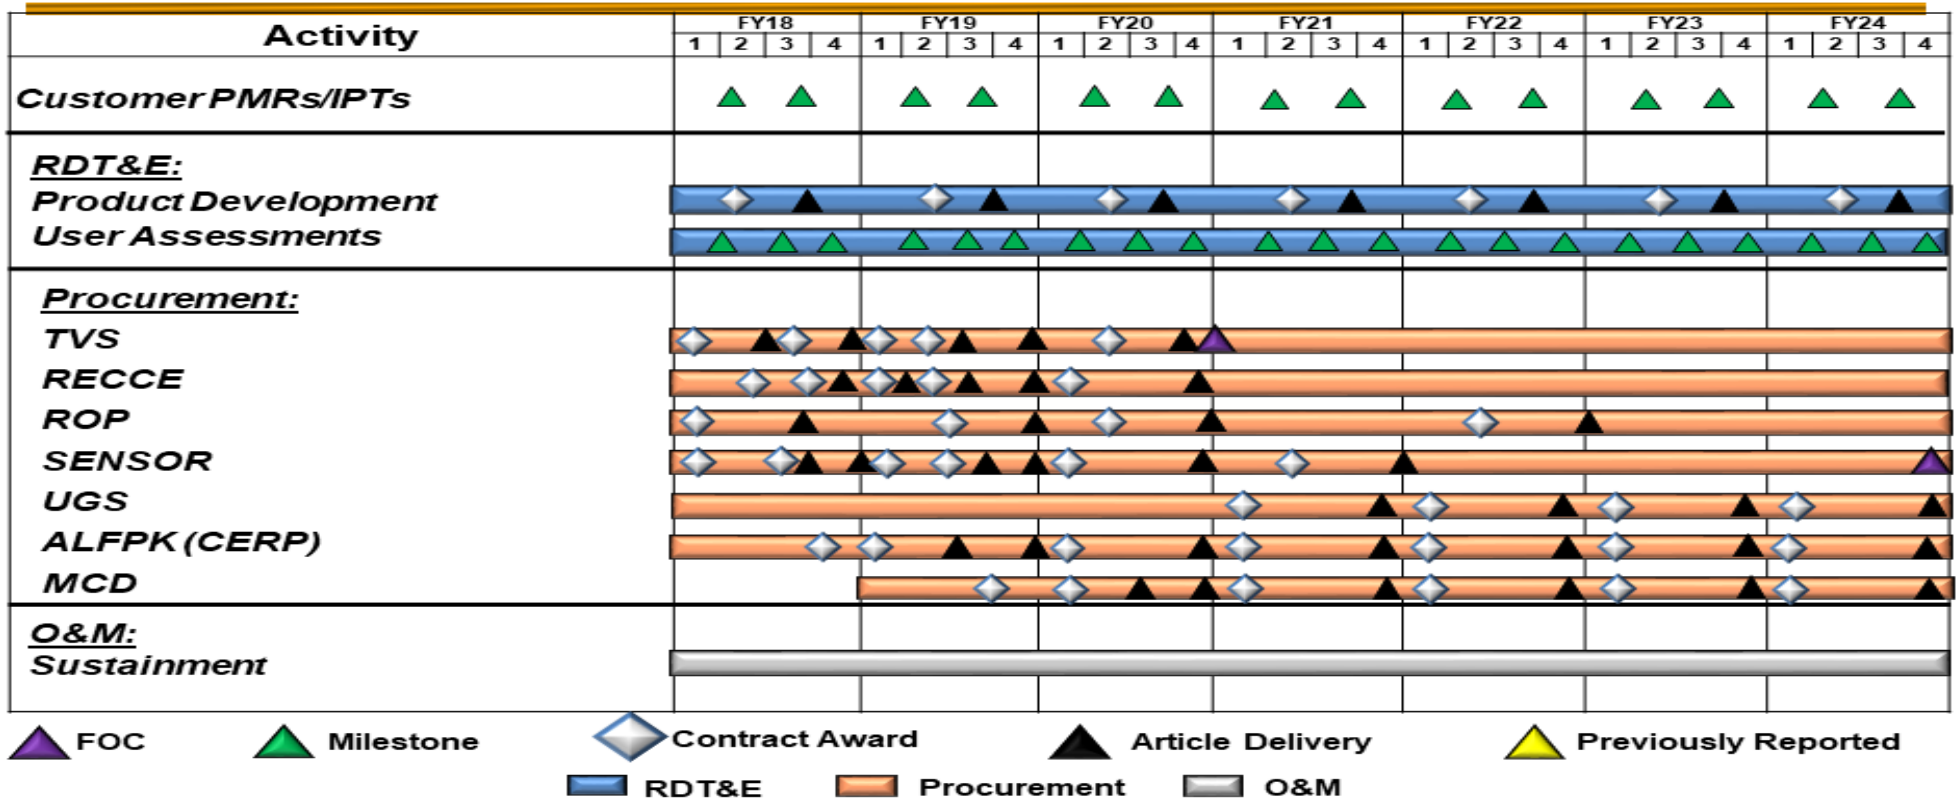 Activity FY18 FY19 FY20 FY21 FY22 FY23 FY24
1 2 3 4 1 2 3 4 1 2 3 4 1 2 3 4 1 2 3 4 1 2 3 4 1 2 3 4
Customer PMRs/IPTs
RDT&E:
Product Development
User Assessments
Procurement:
TVS
RECCE
ROP
SENSOR
UGS
ALFPK (CERP)
MCD
O&M:
Sustainment
FOC Milestone Contract Award Article Delivery Previously Reported
RDT&E Procurement O&M